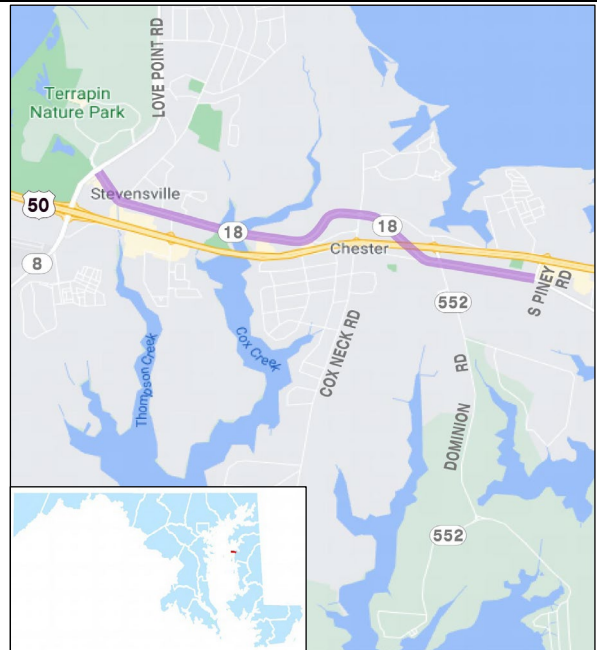 LOVE POINT RD
Terrapin
Nature Park
Stevensville
50
18
18
8
Chester
552
S PINEY
RD
Thompson Creek
Cox Creek
COX NECK RD
DOMINION
RD
552